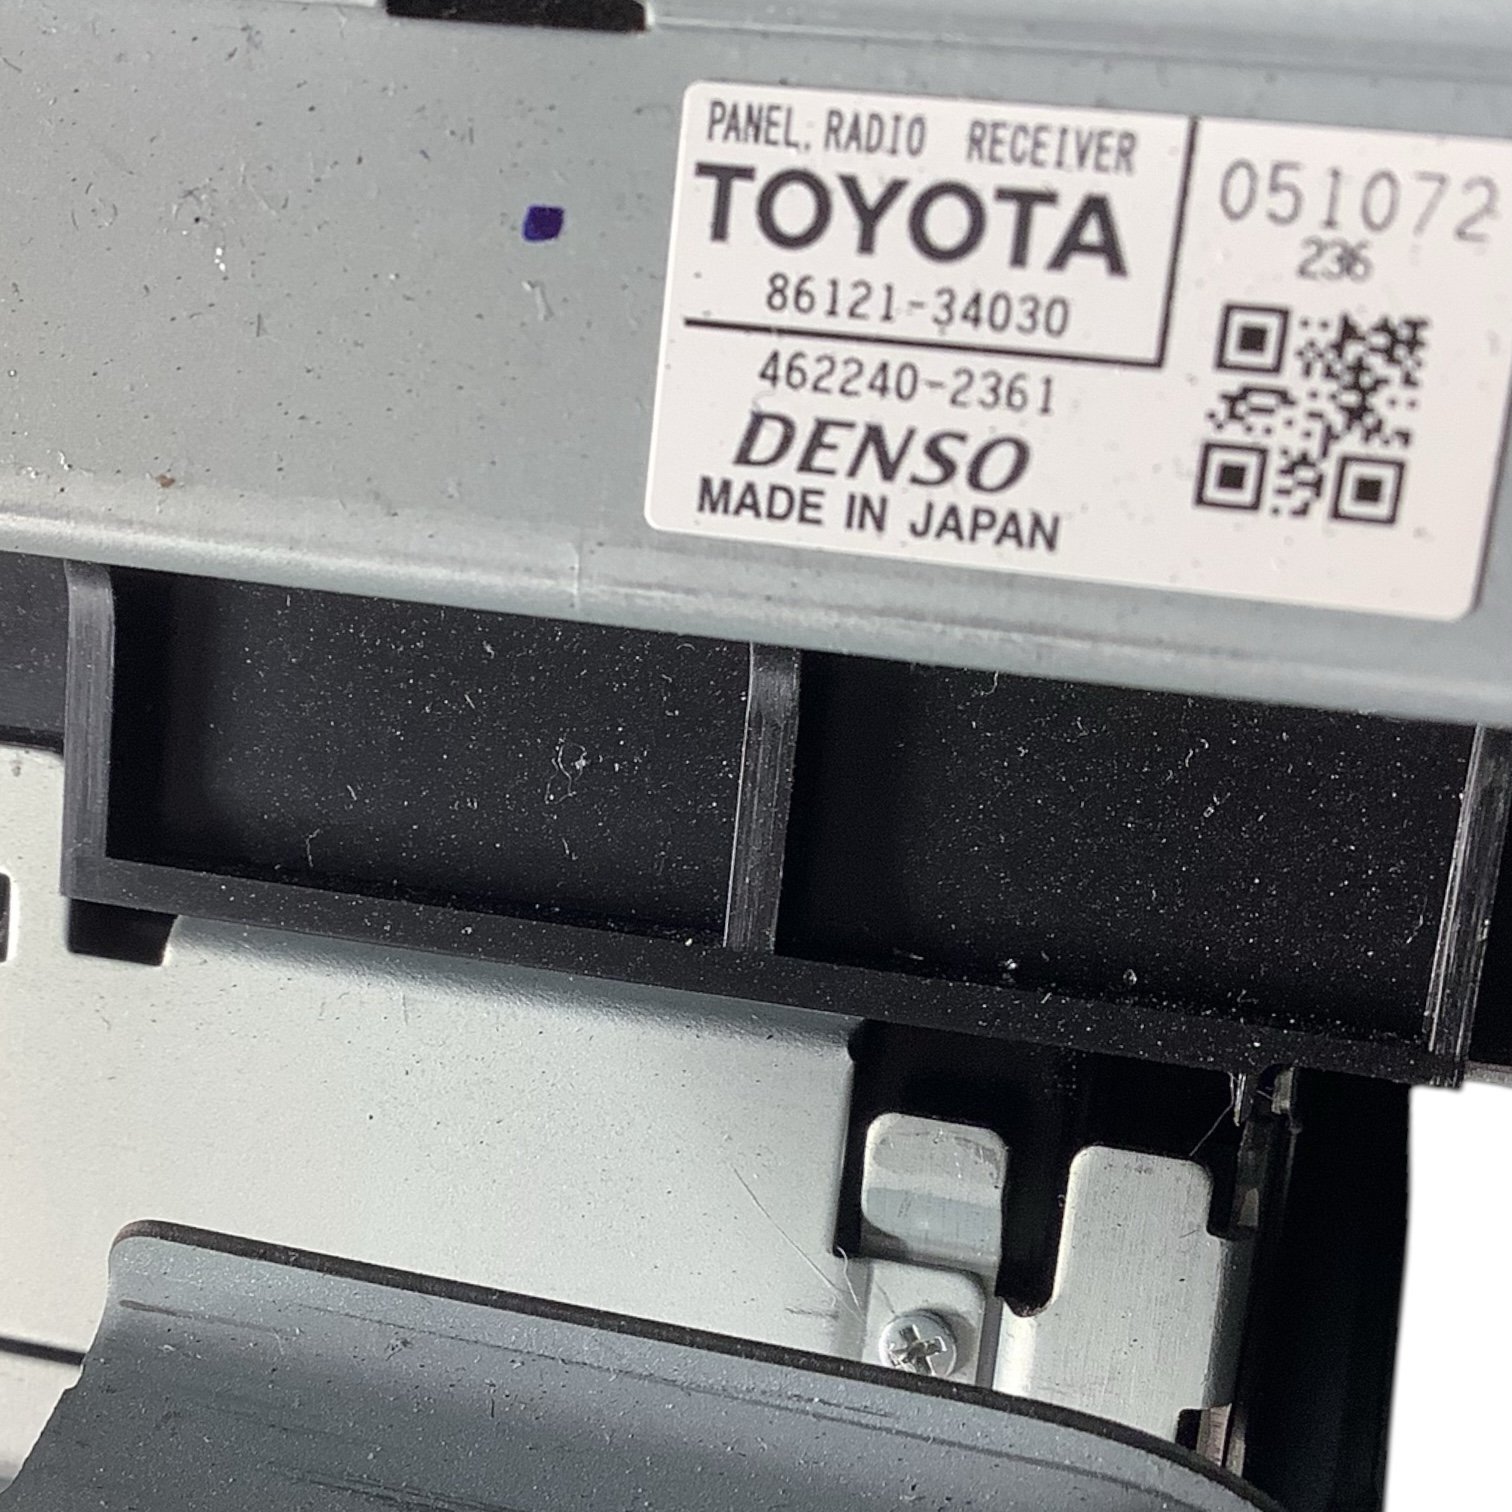 PANEL, RADIO RECEIVER
TOYOTA
86121-34030
462240-2361
DENSO
MADE IN JAPAN
051072
236